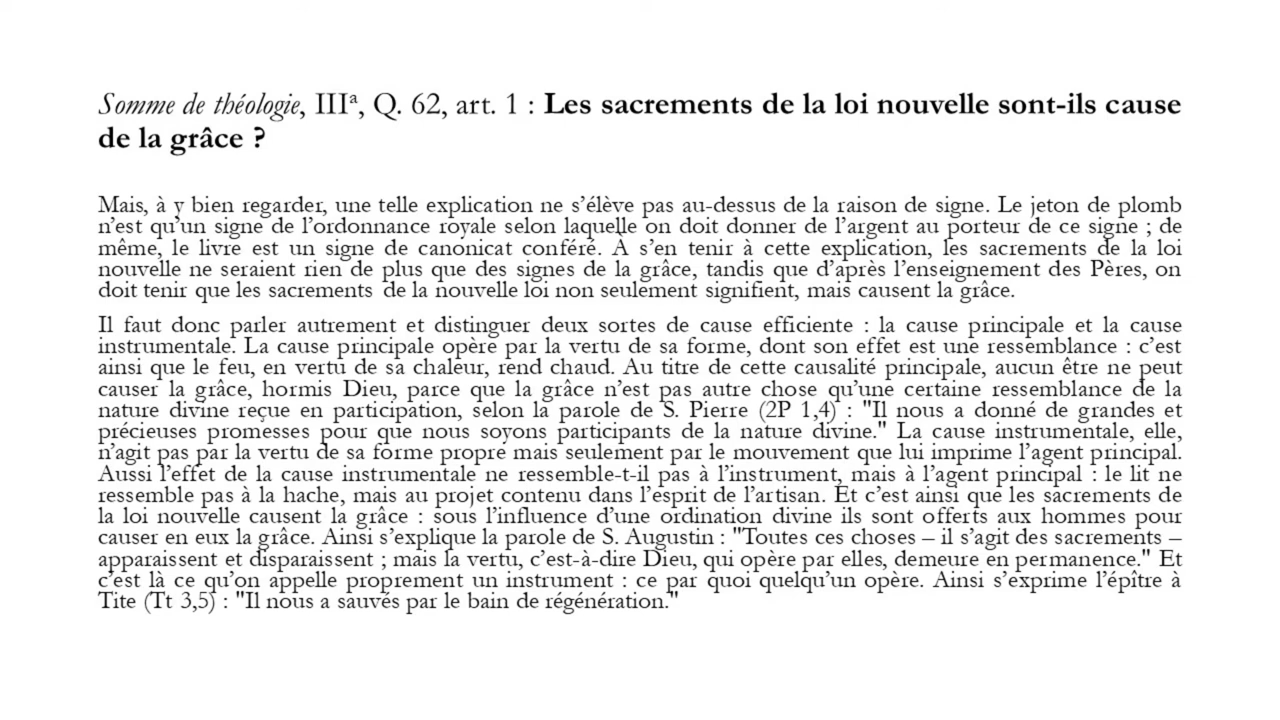 Somme de théologie, IIIª, Q. 62, art. 1 : Les sacrements de la loi nouvelle sont-ils cause
de la grâce ?
Mais, à y bien regarder, une telle explication ne s’élève pas au-dessus de la raison de signe. Le jeton de plomb
n’est qu’un signe de l’ordonnance royale selon laquelle on doit donner de l’argent au porteur de ce signe ; de
même, le livre est un signe de canonicat conféré. À s’en tenir à cette explication, les sacrements de la loi
nouvelle ne seraient rien de plus que des signes de la grâce, tandis que d’après l’enseignement des Pères, on
doit tenir que les sacrements de la nouvelle loi non seulement signifient, mais causent la grâce.
Il faut donc parler autrement et distinguer deux sortes de cause efficiente : la cause principale et la cause
instrumentale. La cause principale opère par la vertu de sa forme, dont son effet est une ressemblance : c’est
ainsi que le feu, en vertu de sa chaleur, rend chaud. Au titre de cette causalité principale, aucun être ne peut
causer la grâce, hormis Dieu, parce que la grâce n’est pas autre chose qu’une certaine ressemblance de la
nature divine reçue en participation, selon la parole de S. Pierre (2P 1,4) : "Il nous a donné de grandes et
précieuses promesses pour que nous soyons participants de la nature divine." La cause instrumentale, elle,
n’agit pas par la vertu de sa forme propre mais seulement par le mouvement que lui imprime l’agent principal.
Aussi l’effet de la cause instrumentale ne ressemble-t-il pas à l’instrument, mais à l’agent principal : le lit ne
ressemble pas à la hache, mais au projet contenu dans l’esprit de l’artisan. Et c’est ainsi que les sacrements de
la loi nouvelle causent la grâce : sous l’influence d’une ordination divine ils sont offerts aux hommes pour
causer en eux la grâce. Ainsi s’explique la parole de S. Augustin : "Toutes ces choses – il s’agit des sacrements –
apparaissent et disparaissent ; mais la vertu, c’est-à-dire Dieu, qui opère par elles, demeure en permanence." Et
c’est là ce qu’on appelle proprement un instrument : ce par quoi quelqu’un opère. Ainsi s’exprime l’épître à
Tite (Tt 3,5) : "Il nous a sauvés par le bain de régénération."